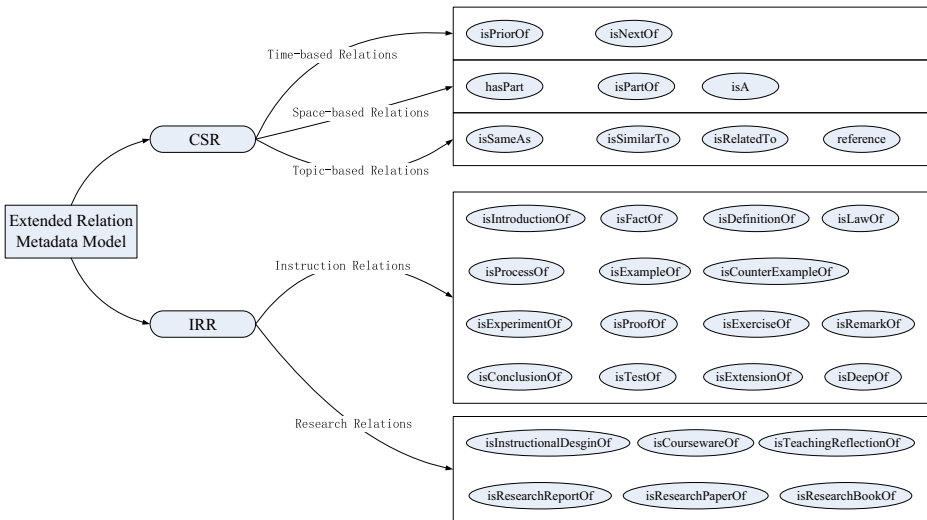 isPriorOf isNextOf
Time-based Relations
hasPart isPartOf isA
Space-based Relations
CSR
isSameAs isSimilarTo isRelatedTo reference
Topic-based Relations
Extended Relation
Metadata Model
isIntroductionOf isFactOf isDefinitionOf isLawOf
Instruction Relations
isProcessOf isExampleOf isCounterExampleOf
IRR
isExperimentOf isProofOf isExerciseOf isRemarkOf
isConclusionOf isTestOf isExtensionOf isDeepOf
Research Relations
isInstructionalDesginOf isCoursewareOf isTeachingReflectionOf
isResearchReportOf isResearchPaperOf isResearchBookOf